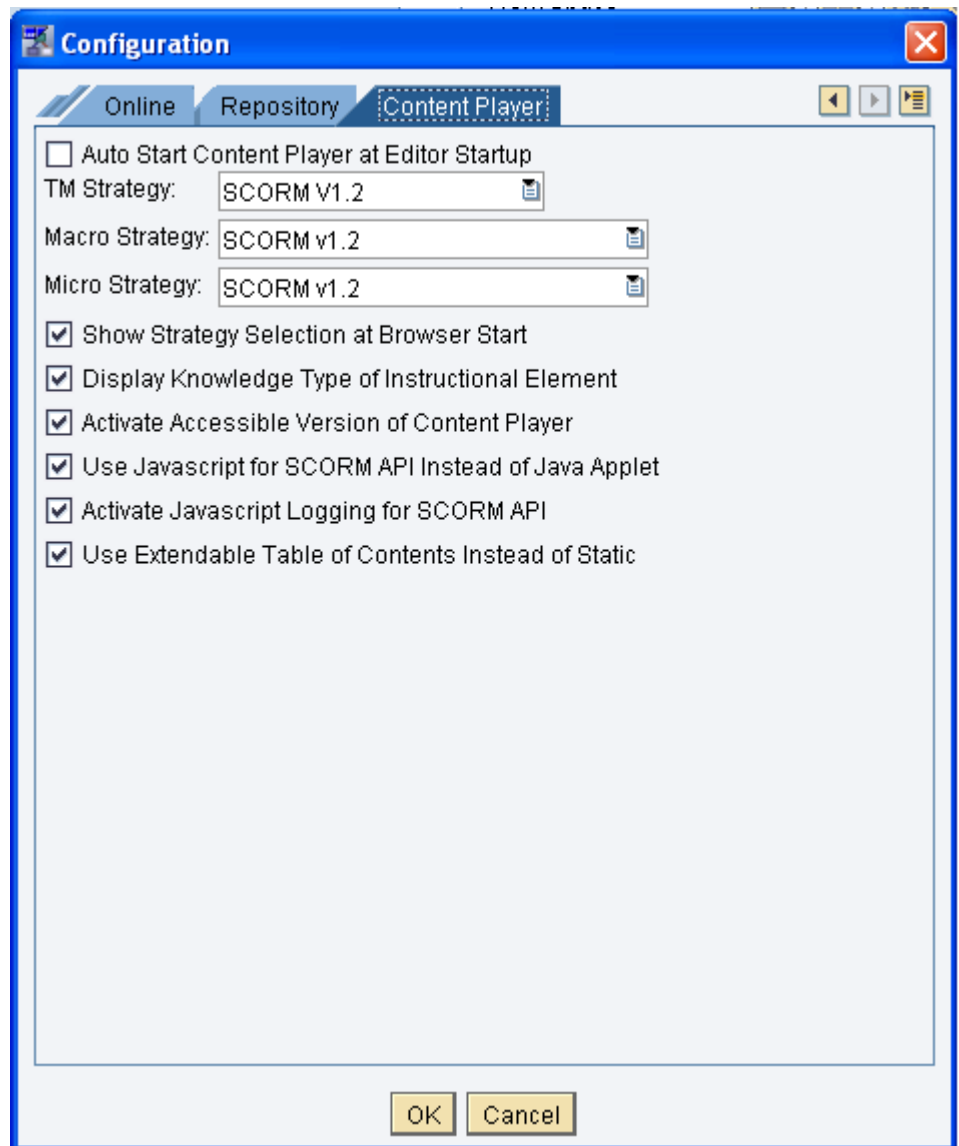 Configuration
Online Repository Content Player
Auto Start Content Player at Editor Startup
TM Strategy: SCORM V1.2
Macro Strategy: SCORM v1.2
Micro Strategy: SCORM v1.2
Show Strategy Selection at Browser Start
Display Knowledge Type of Instructional Element
Activate Accessible Version of Content Player
Use Javascript for SCORM API Instead of Java Applet
Activate Javascript Logging for SCORM API
Use Extendable Table of Contents Instead of Static
OK Cancel